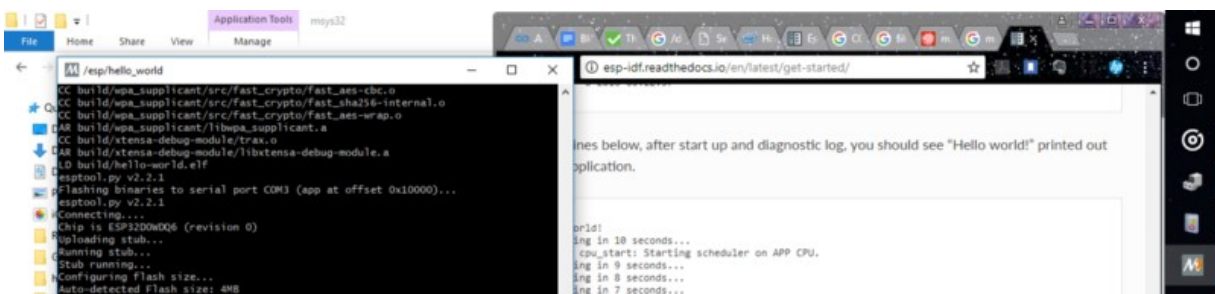 Application Tools
msys32
File
Home
Share
View
Manage
/esp/hello_world
CC build/wpa_supplicant/src/fast_crypto/fast_aes-cbc.o
CC build/wpa_supplicant/src/fast_crypto/fast_sha256-internal.o
CC build/wpa_supplicant/src/fast_crypto/fast_aes-wrap.o
AR build/wpa_supplicant/libwpa_supplicant.a
CC build/xtensa-debug-module/trax.o
AR build/xtensa-debug-module/libxtensa-debug-module.a
LD build/hello-world.elf
esptool.py v2.2.1
Flashing binaries to serial port COM3 (app at offset 0x10000)...
esptool.py v2.2.1
Connecting....
Chip is ESP32D0WDQ6 (revision 0)
Uploading stub...
Running stub...
Stub running...
Configuring flash size...
Auto-detected Flash size: 4MB
esp-idf.readthedocs.io/en/latest/get-started/
ines below, after start up and diagnostic log, you should see “Hello world!” printed out
pplication.
orld!
ing in 10 seconds...
cpu_start: Starting scheduler on APP CPU.
ing in 9 seconds...
ing in 8 seconds...
ing in 7 seconds...